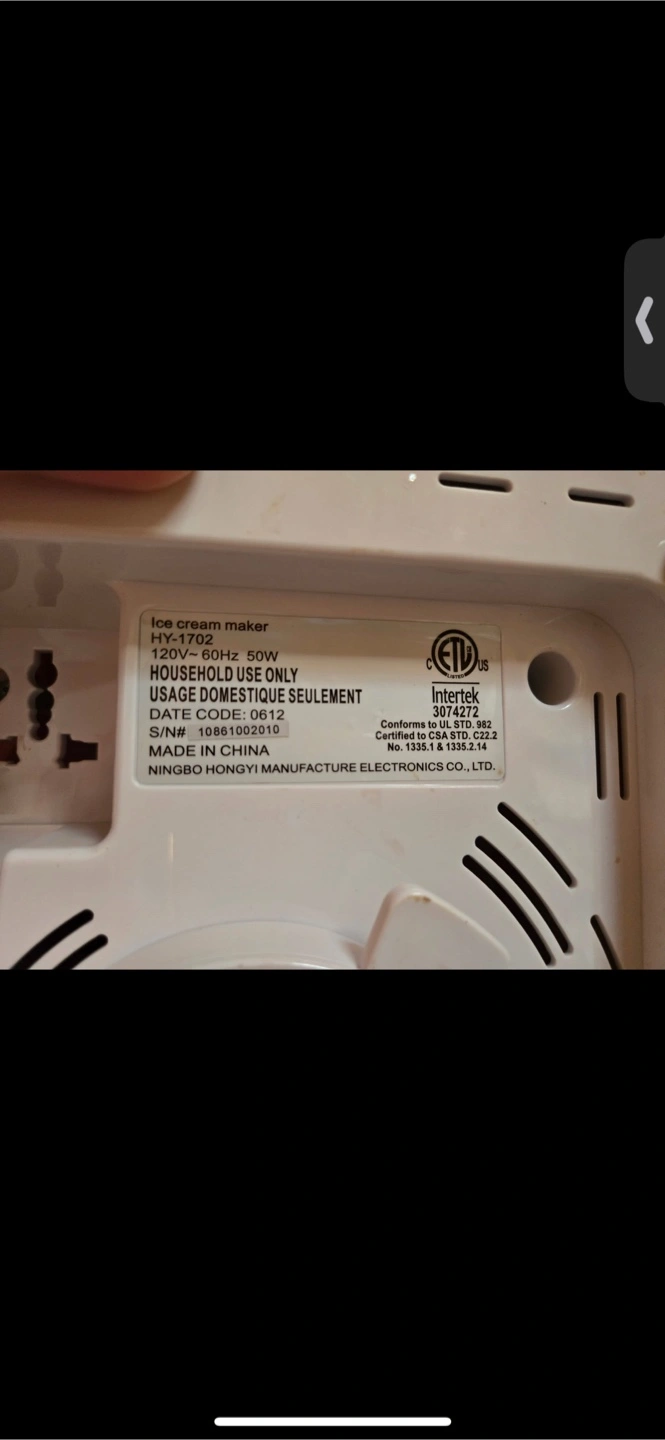 Ice cream maker
HY-1702
120V~ 60Hz 50W
HOUSEHOLD USE ONLY
USAGE DOMESTIQUE SEULEMENT
DATE CODE: 0612
S/N# 10861002010
MADE IN CHINA
NINGBO HONGYI MANUFACTURE ELECTRONICS CO., LTD.
C ETL US
LISTED
Intertek
3074272
Conforms to UL STD. 982
Certified to CSA STD. C22.2
No. 1335.1 & 1335.2.14